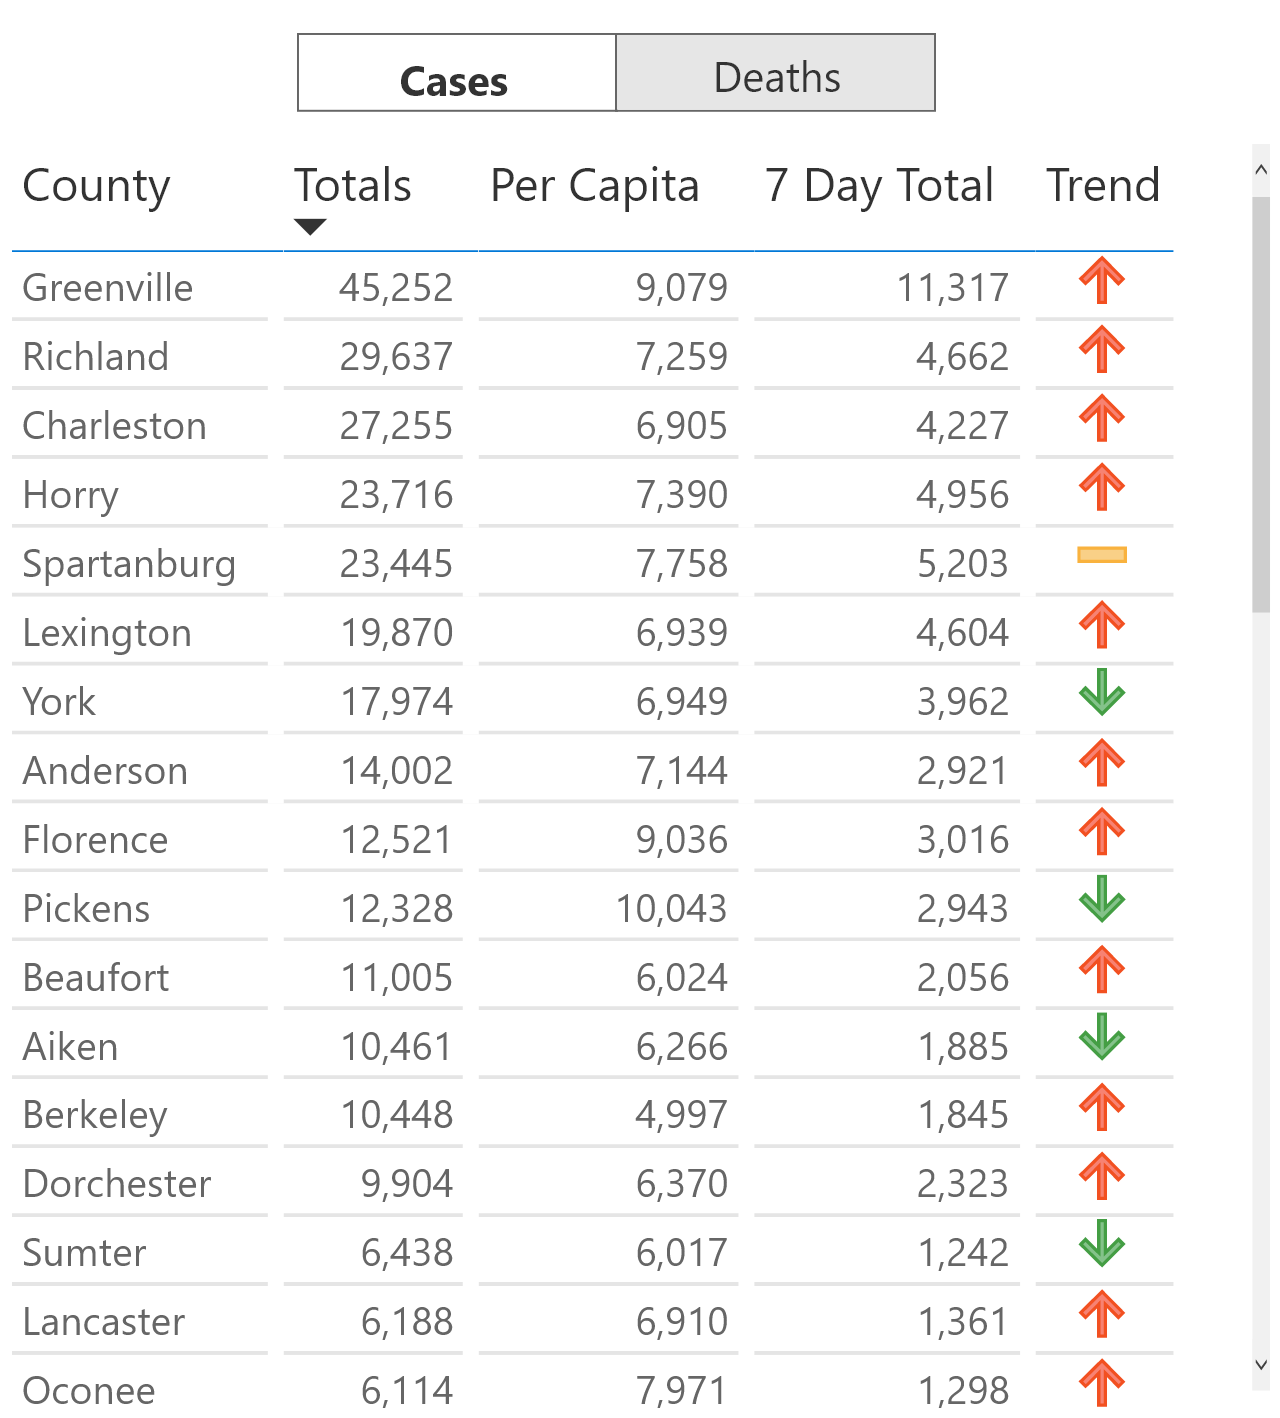 Cases Deaths
County Totals Per Capita 7 Day Total Trend
Greenville 45,252 9,079 11,317
Richland 29,637 7,259 4,662
Charleston 27,255 6,905 4,227
Horry 23,716 7,390 4,956
Spartanburg 23,445 7,758 5,203
Lexington 19,870 6,939 4,604
York 17,974 6,949 3,962
Anderson 14,002 7,144 2,921
Florence 12,521 9,036 3,016
Pickens 12,328 10,043 2,943
Beaufort 11,005 6,024 2,056
Aiken 10,461 6,266 1,885
Berkeley 10,448 4,997 1,845
Dorchester 9,904 6,370 2,323
Sumter 6,438 6,017 1,242
Lancaster 6,188 6,910 1,361
Oconee 6,114 7,971 1,298